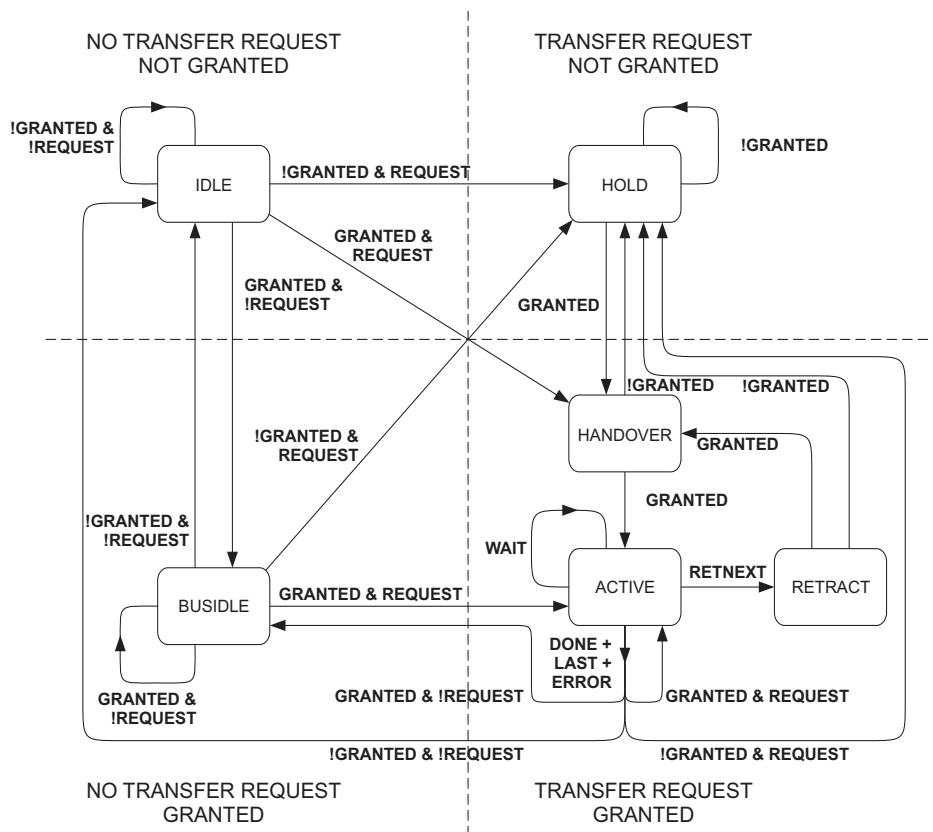 NO TRANSFER REQUEST
NOT GRANTED
TRANSFER REQUEST
NOT GRANTED
!GRANTED &
!REQUEST
!GRANTED
IDLE
!GRANTED & REQUEST
HOLD
GRANTED &
REQUEST
GRANTED &
!REQUEST
GRANTED
!GRANTED
!GRANTED
HANDOVER
GRANTED
!GRANTED &
REQUEST
GRANTED
!GRANTED &
!REQUEST
WAIT
ACTIVE
RETNEXT
RETRACT
BUSIDLE
GRANTED & REQUEST
DONE +
LAST +
ERROR
GRANTED &
!REQUEST
GRANTED & !REQUEST
GRANTED & REQUEST
!GRANTED & !REQUEST
!GRANTED & REQUEST
NO TRANSFER REQUEST
GRANTED
TRANSFER REQUEST
GRANTED